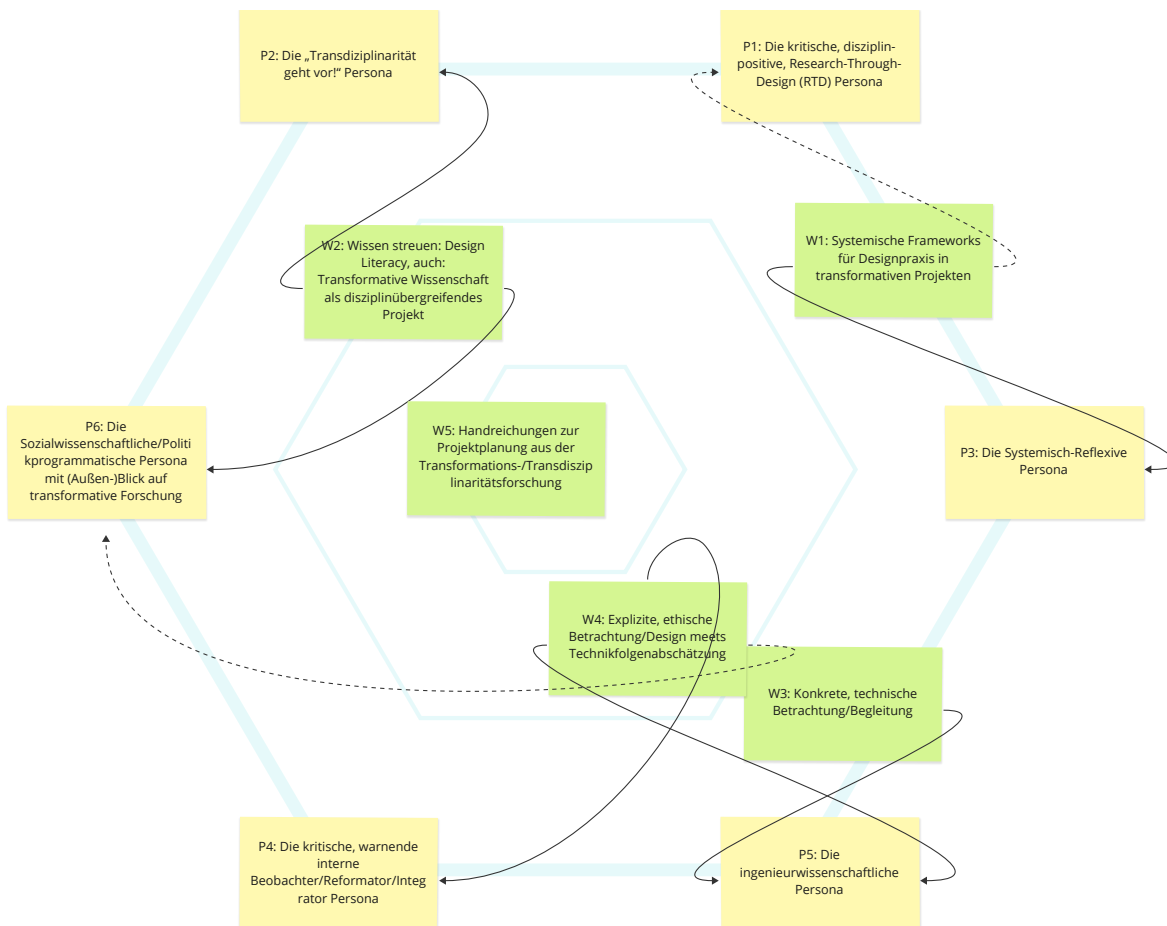 P2: Die „Transdiziplinarität
geht vor!“ Persona
P1: Die kritische, disziplin-
positive, Research-Through-
Design (RTD) Persona
W2: Wissen streuen: Design
Literacy, auch:
Transformative Wissenschaft
als disziplinübergreifendes
Projekt
W1: Systemische Frameworks
für Designpraxis in
transformativen Projekten
P6: Die
Sozialwissenschaftliche/Politi
kprogrammatische Persona
mit (Außen-)Blick auf
transformative Forschung
W5: Handreichungen zur
Projektplanung aus der
Transformations-/Transdiszip
linaritätsforschung
P3: Die Systemisch-Reflexive
Persona
W4: Explizite, ethische
Betrachtung/Design meets
Technikfolgenabschätzung
W3: Konkrete, technische
Betrachtung/Begleitung
P4: Die kritische, warnende
interne
Beobachter/Reformator/Integ
rator Persona
P5: Die
ingenieurwissenschaftliche
Persona